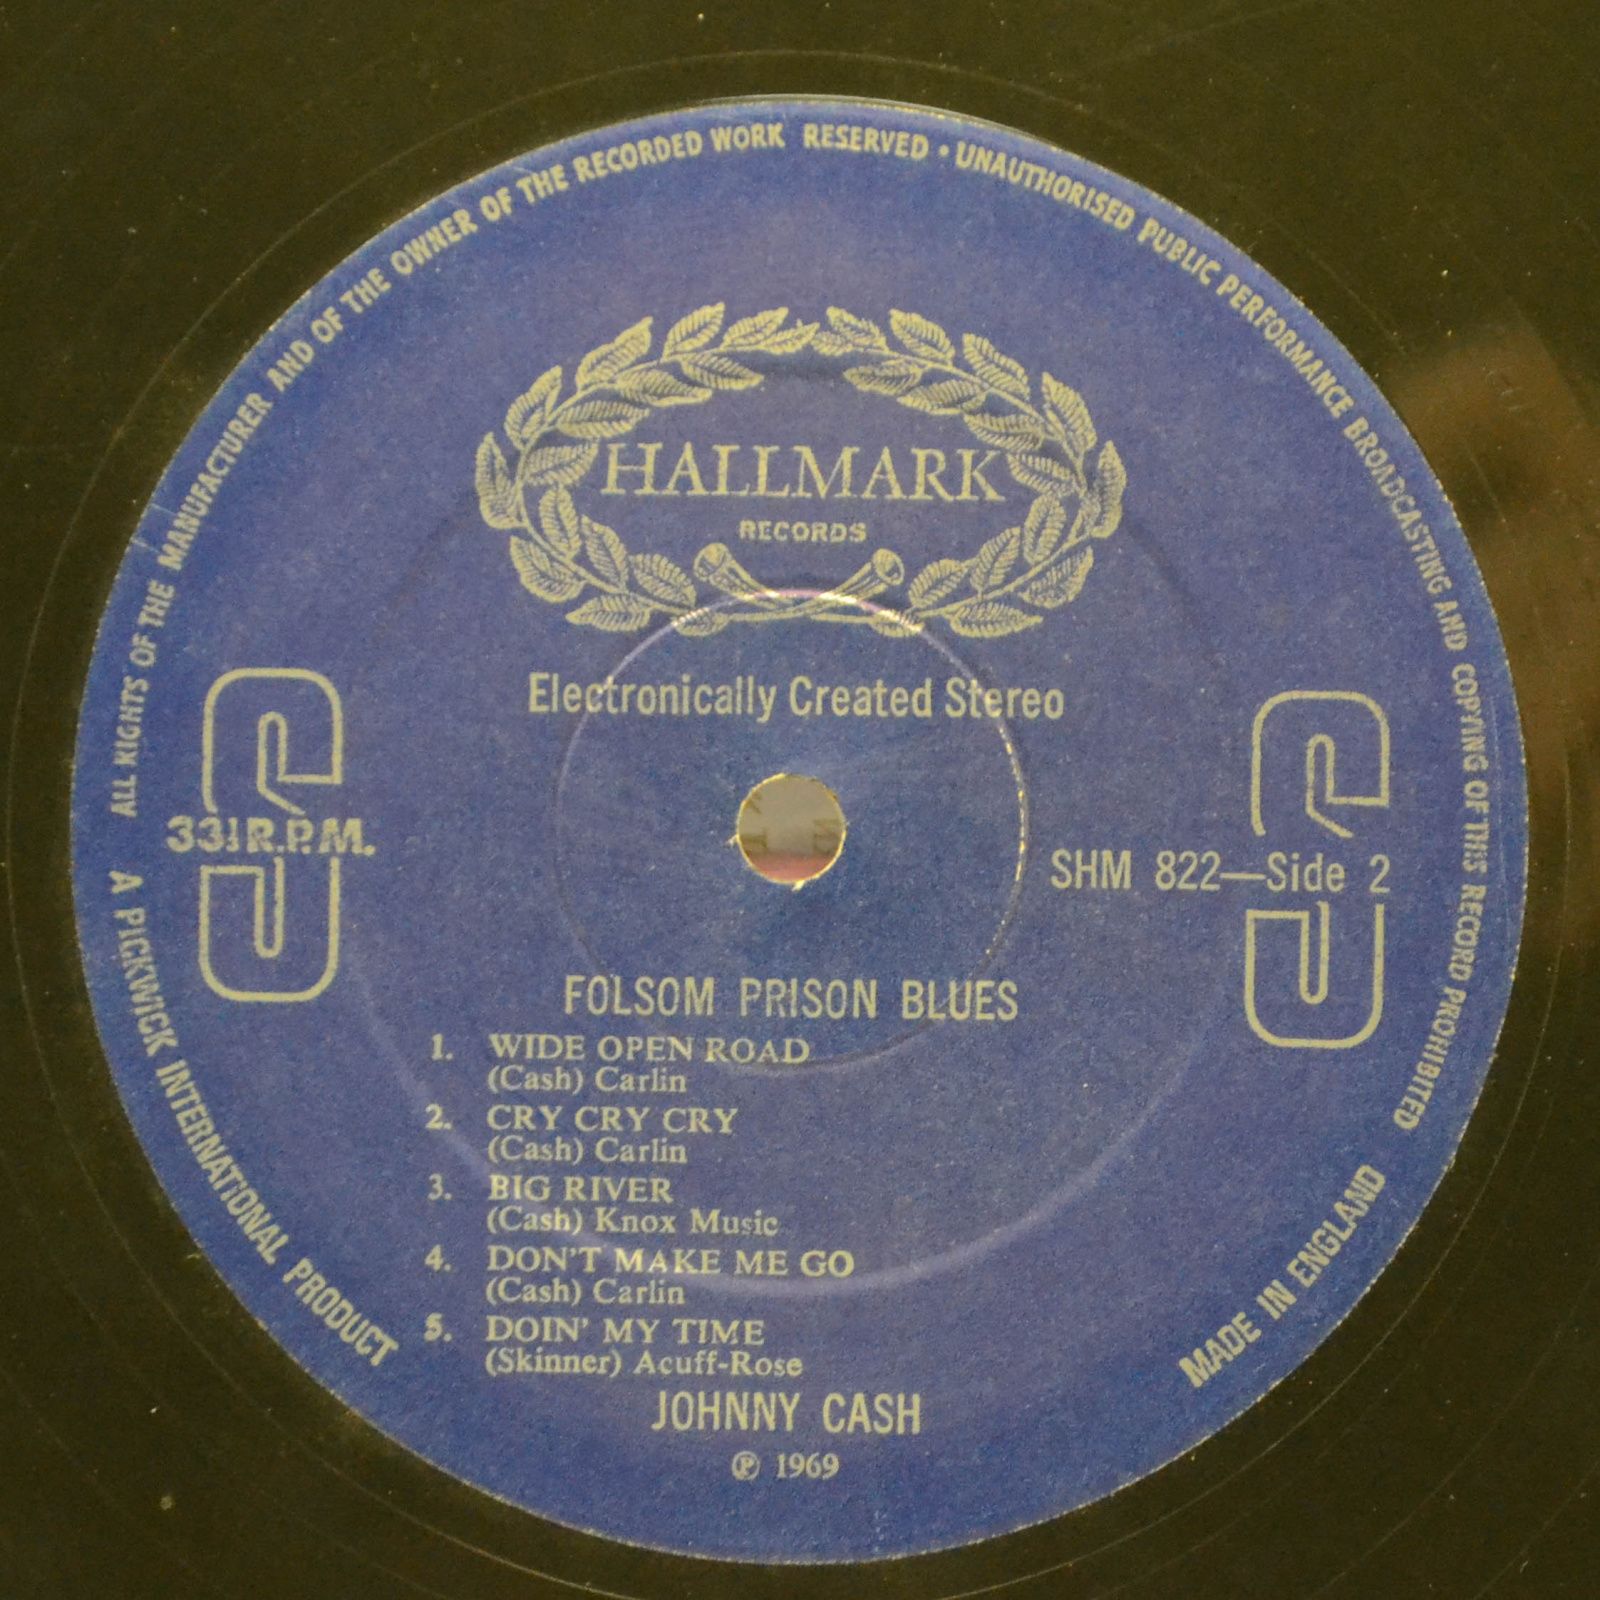 ALL RIGHTS OF THE MANUFACTURER AND OF THE OWNER OF THE RECORDED WORK RESERVED • UNAUTHORISED PUBLIC PERFORMANCE BROADCASTING AND COPYING OF THIS RECORD PROHIBITED
HALLMARK
RECORDS
Electronically Created Stereo
33⅓ R.P.M.
SHM 822—Side 2
FOLSOM PRISON BLUES
1. WIDE OPEN ROAD
(Cash) Carlin
2. CRY CRY CRY
(Cash) Carlin
3. BIG RIVER
(Cash) Knox Music
4. DON'T MAKE ME GO
(Cash) Carlin
5. DOIN' MY TIME
(Skinner) Acuff-Rose
JOHNNY CASH
℗ 1969
A PICKWICK INTERNATIONAL PRODUCT
MADE IN ENGLAND